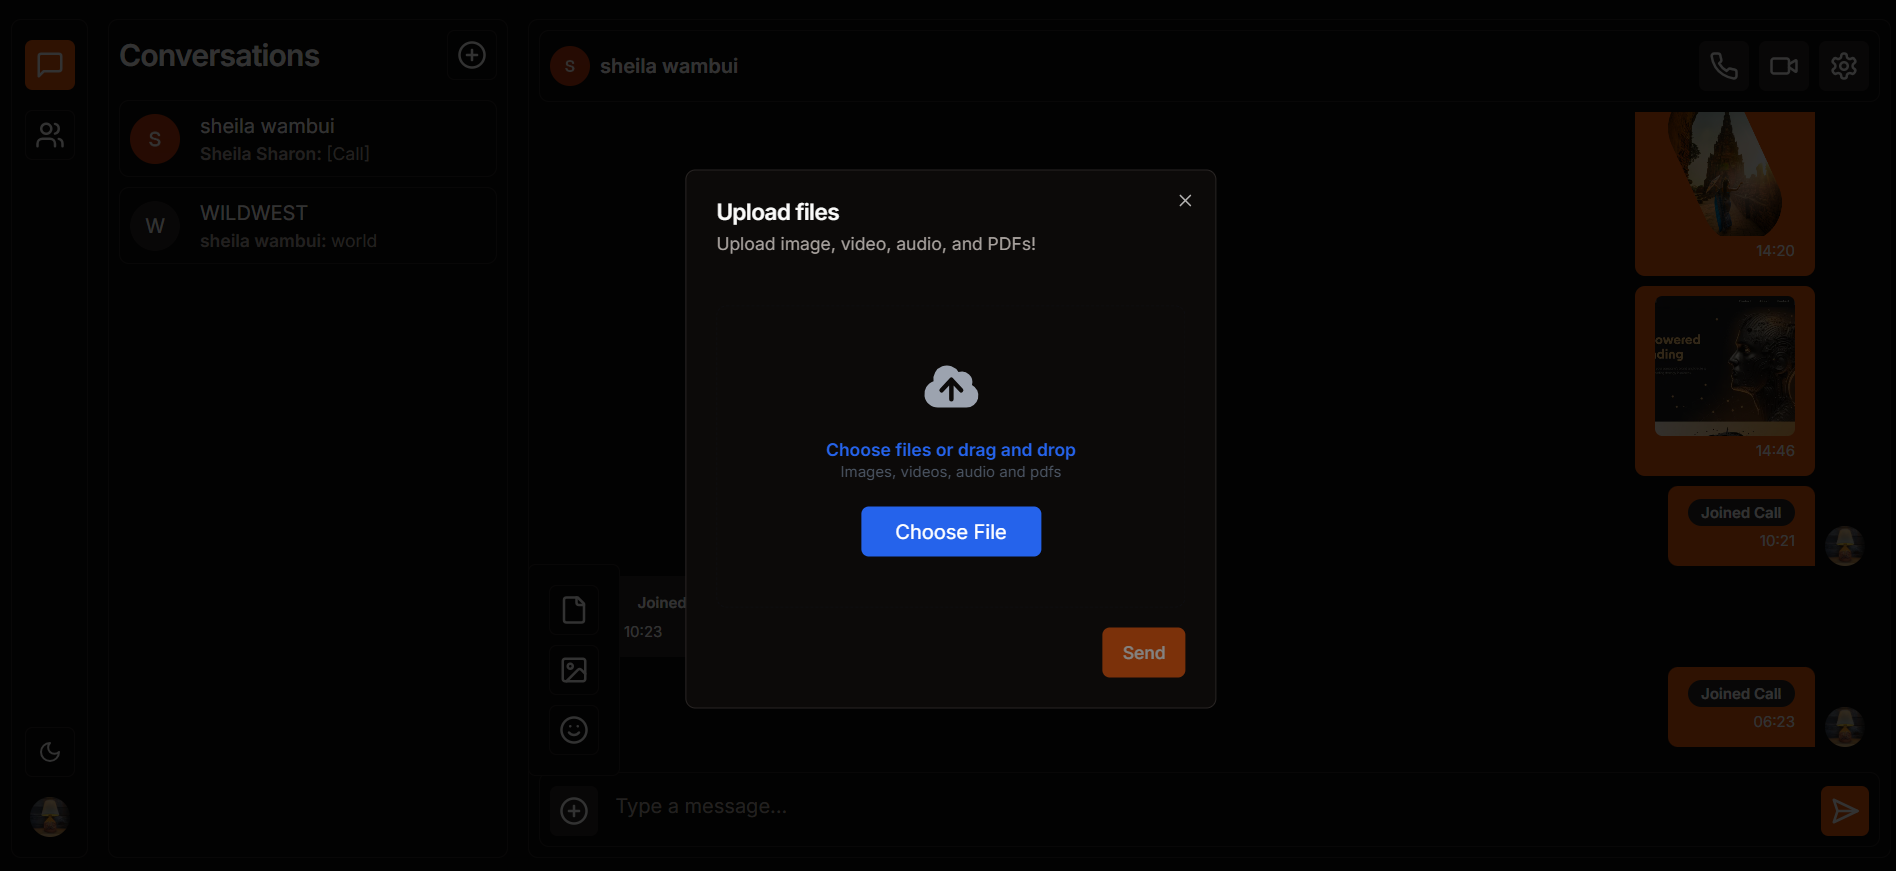 Conversations
S
sheila wambui
Sheila Sharon: [Call]
W
WILDWEST
sheila wambui: world
S
sheila wambui
14:20
owered
ding
14:46
Joined Call
10:21
Joined
10:23
Joined Call
06:23
Type a message...
Upload files
Upload image, video, audio, and PDFs!
Choose files or drag and drop
Images, videos, audio and pdfs
Choose File
Send